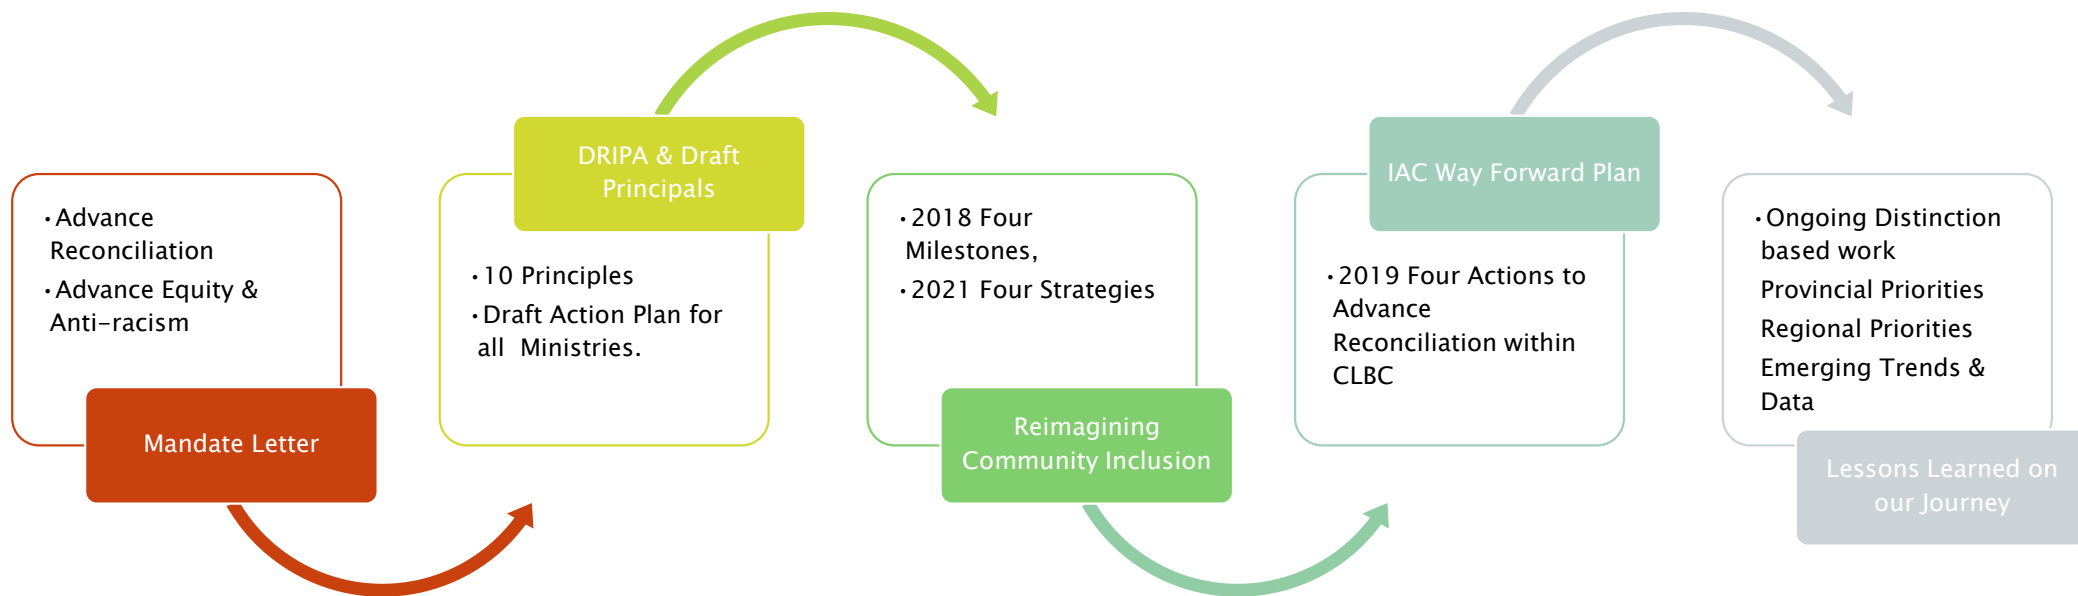 •Advance
Reconciliation
•Advance Equity &
Anti-racism
Mandate Letter
DRIPA & Draft
Principals
•10 Principles
•Draft Action Plan for
all Ministries.
•2018 Four
Milestones,
•2021 Four Strategies
Reimagining
Community Inclusion
IAC Way Forward Plan
•2019 Four Actions to
Advance
Reconciliation within
CLBC
•Ongoing Distinction
based work
Provincial Priorities
Regional Priorities
Emerging Trends &
Data
Lessons Learned on
our Journey